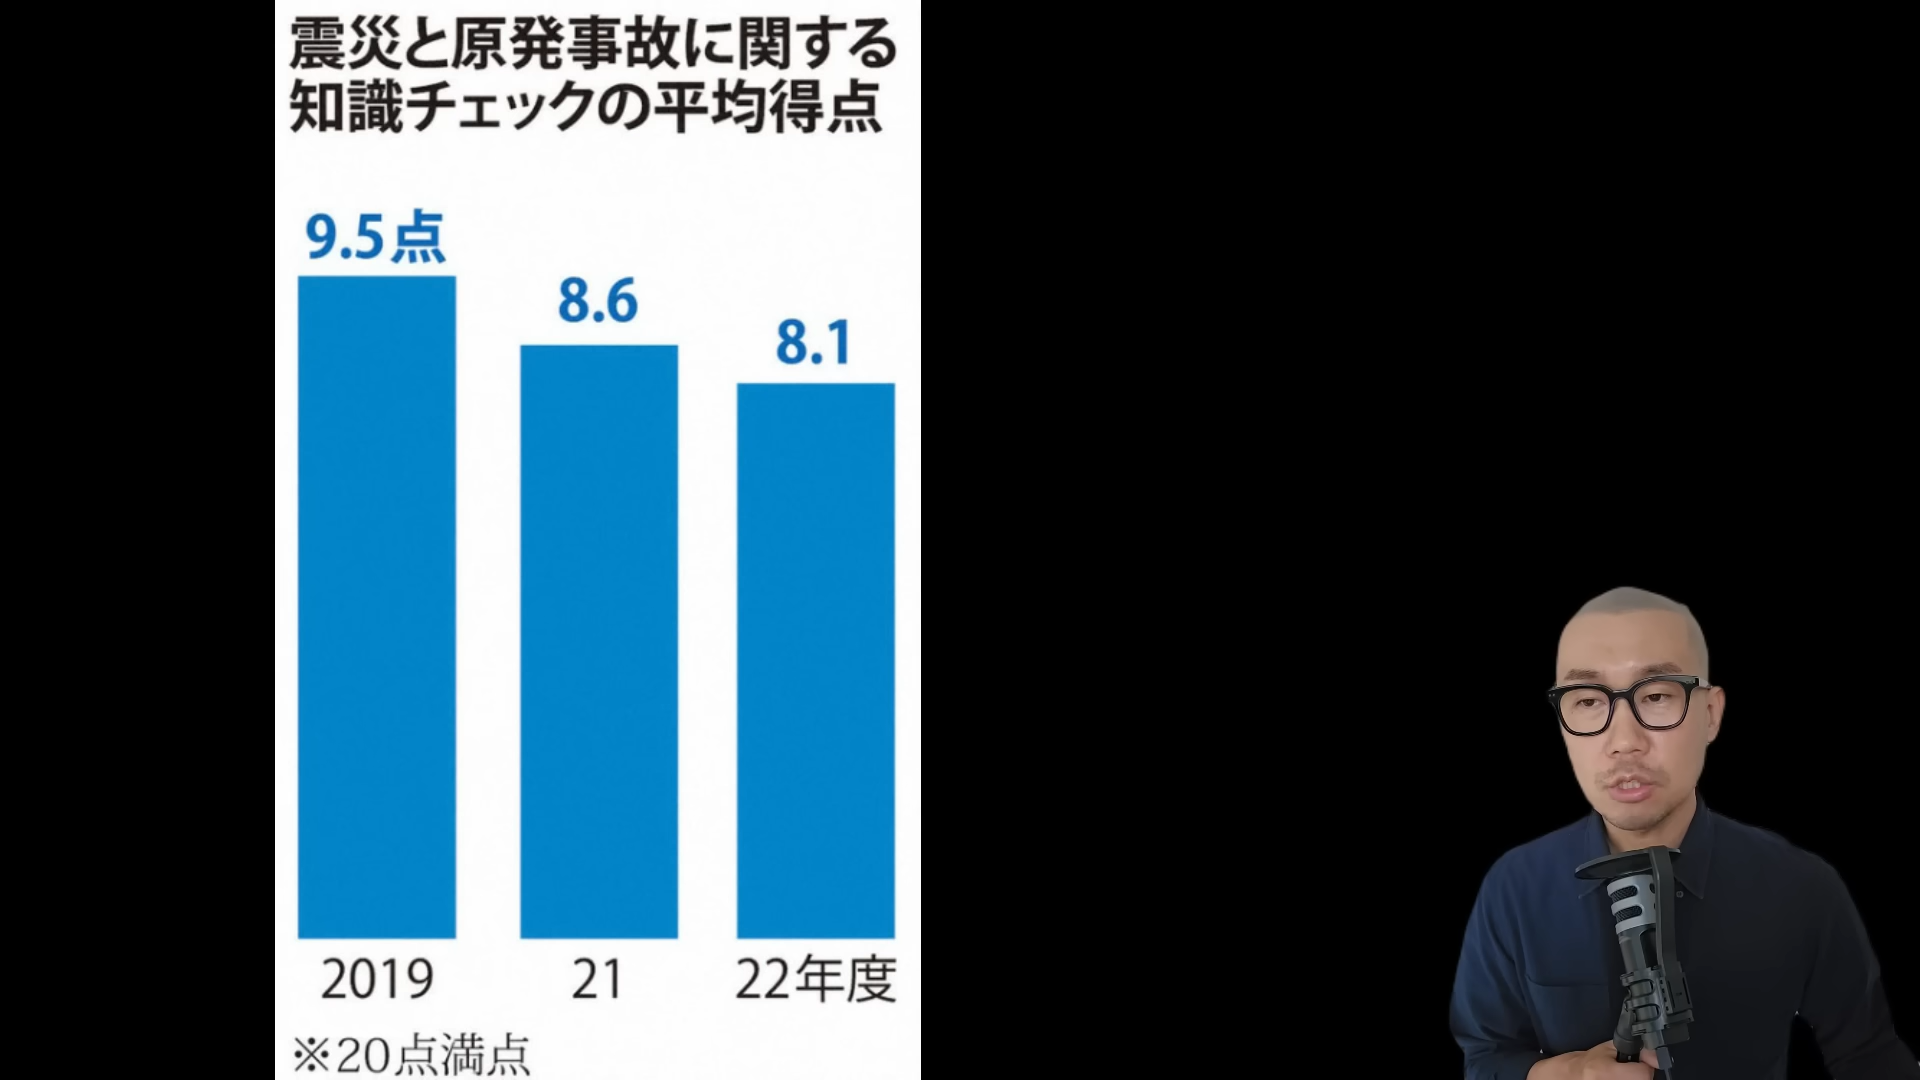 震災と原発事故に関する
知識チェックの平均得点
9.5点
8.6
8.1
2019
21
22年度
※20点満点